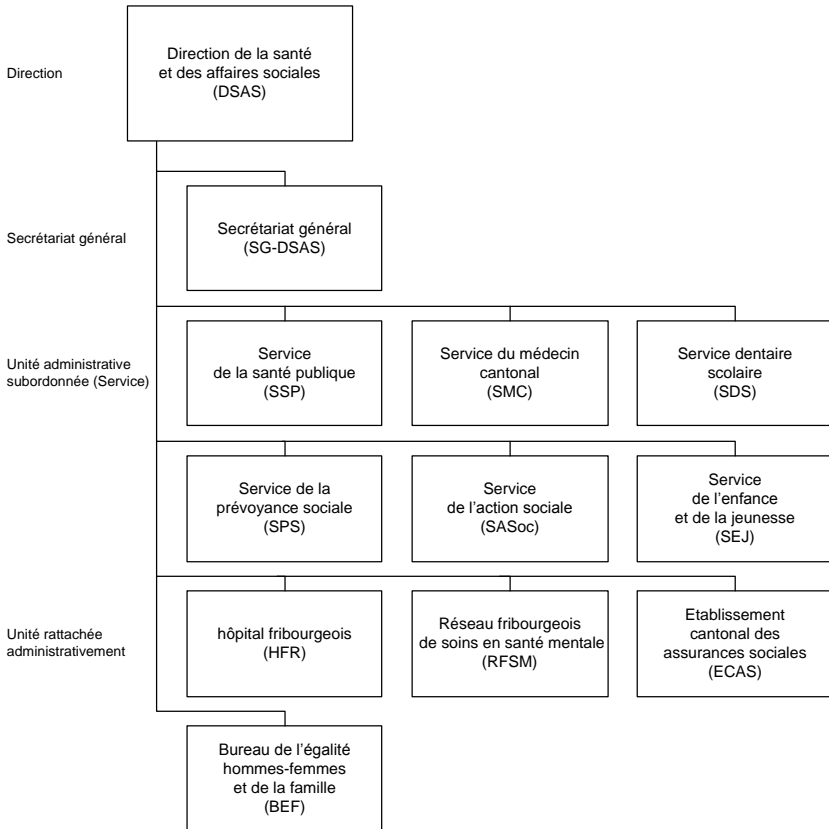 Direction
Direction de la santé
et des affaires sociales
(DSAS)
Secrétariat général
Secrétariat général
(SG-DSAS)
Unité administrative
subordonnée (Service)
Service
de la santé publique
(SSP)
Service du médecin
cantonal
(SMC)
Service dentaire
scolaire
(SDS)
Service de la
prévoyance sociale
(SPS)
Service
de l’action sociale
(SASoc)
Service
de l’enfance
et de la jeunesse
(SEJ)
Unité rattachée
administrativement
hôpital fribourgeois
(HFR)
Réseau fribourgeois
de soins en santé mentale
(RFSM)
Etablissement
cantonal des
assurances sociales
(ECAS)
Bureau de l’égalité
hommes-femmes
et de la famille
(BEF)